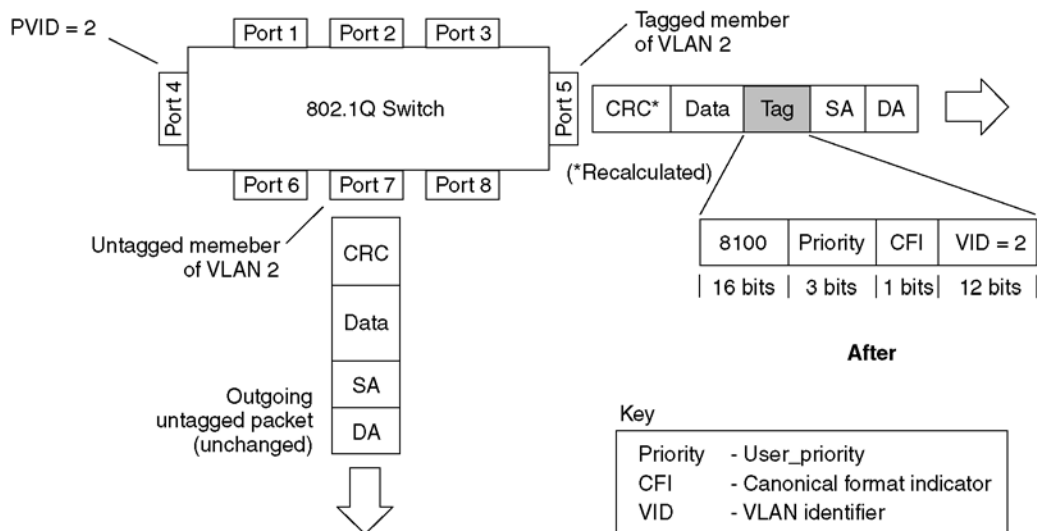 PVID = 2
Port 1
Port 2
Port 3
Tagged member
of VLAN 2
Port 4
802.1Q Switch
Port 5
CRC*
Data
Tag
SA
DA
(*Recalculated)
Port 6
Port 7
Port 8
Untagged memeber
of VLAN 2
CRC
Data
SA
DA
8100
Priority
CFI
VID = 2
16 bits
3 bits
1 bits
12 bits
After
Outgoing
untagged packet
(unchanged)
Key
Priority - User_priority
CFI - Canonical format indicator
VID - VLAN identifier